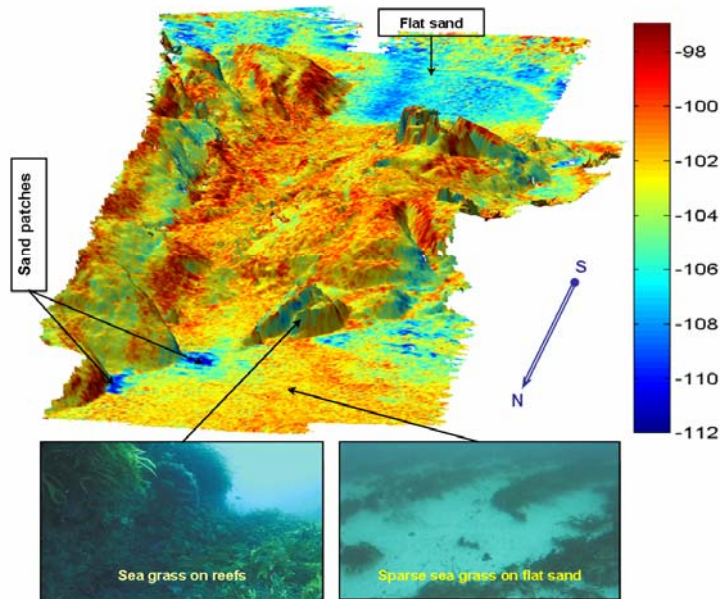 Flat sand
-98
-100
-102
-104
-106
-108
-110
-112
Sand patches
S
N
Sea grass on reefs
Sparse sea grass on flat sand